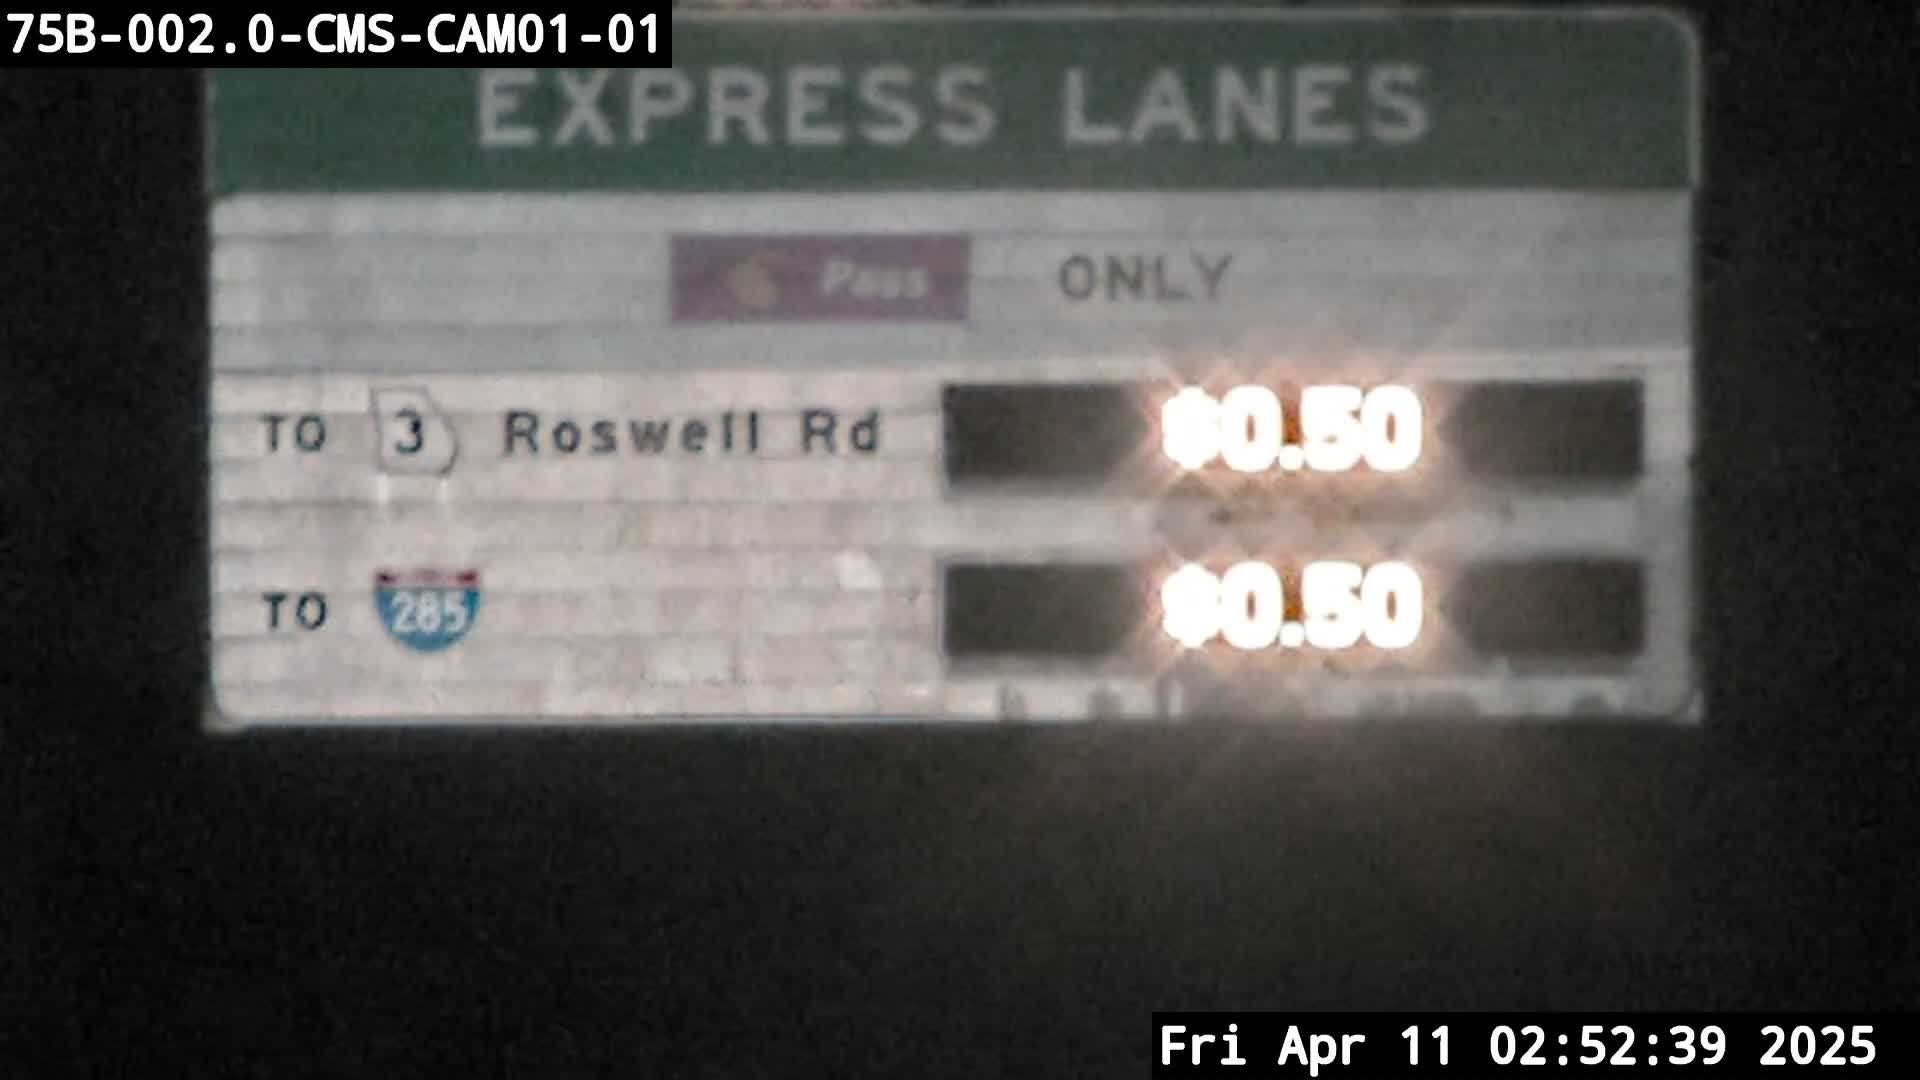 75B-002.0-CMS-CAM01-01
EXPRESS LANES
Pass ONLY
TO 3 Roswell Rd $0.50
TO 285 $0.50
Fri Apr 11 02:52:39 2025